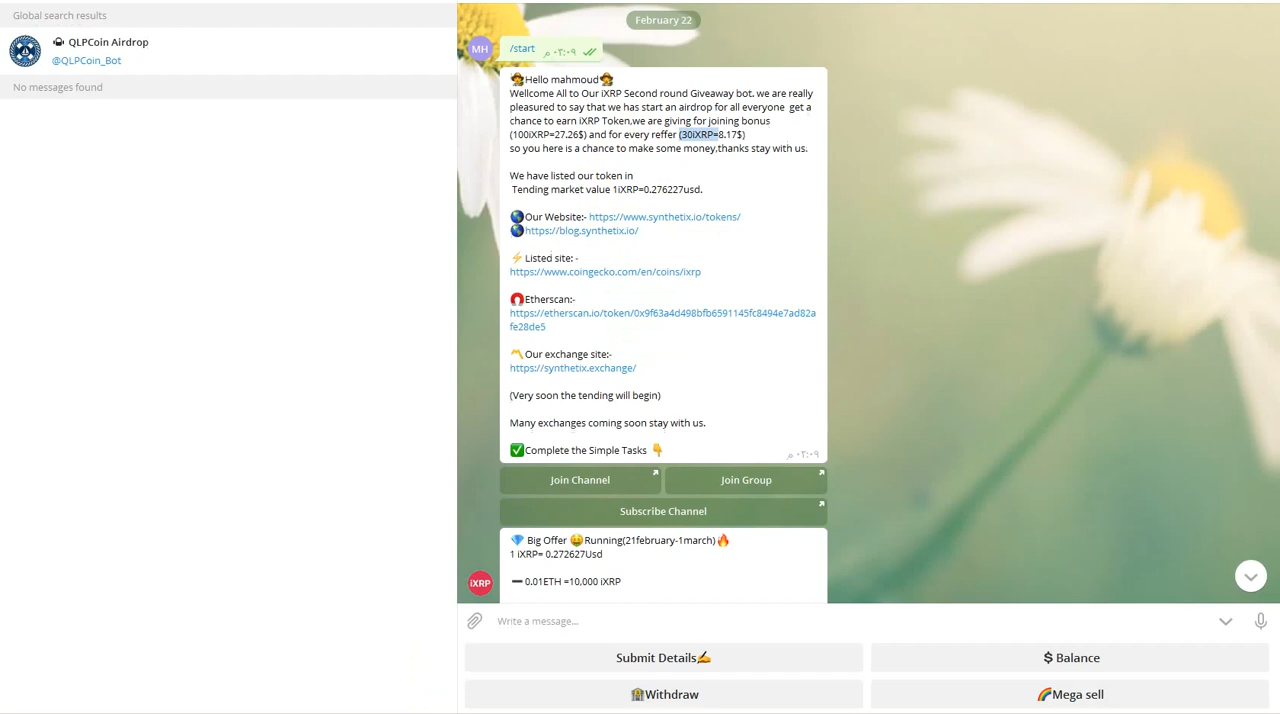 Global search results
QLPCoin Airdrop
@QLPCoin_Bot
No messages found
February 22
MH
/start
٠٣:٠٩ م
Hello mahmoud
Wellcome All to Our iXRP Second round Giveaway bot. we are really
pleasured to say that we has start an airdrop for all everyone get a
chance to earn iXRP Token,we are giving for joining bonus
(100iXRP=27.26$) and for every reffer (30iXRP=8.17$)
so you here is a chance to make some money,thanks stay with us.
We have listed our token in
Tending market value 1iXRP=0.276227usd.
Our Website:- https://www.synthetix.io/tokens/
https://blog.synthetix.io/
Listed site: -
https://www.coingecko.com/en/coins/ixrp
Etherscan:-
https://etherscan.io/token/0x9f63a4d498bfb6591145fc8494e7ad82a
fe28de5
Our exchange site:-
https://synthetix.exchange/
(Very soon the tending will begin)
Many exchanges coming soon stay with us.
✅Complete the Simple Tasks 👇
٠٣:٠٩ م
Join Channel
Join Group
Subscribe Channel
💎 Big Offer 🤑Running(21february-1march)🔥
1 iXRP= 0.272627Usd
➖ 0.01ETH =10,000 iXRP
iXRP
Write a message...
Submit Details✍
$ Balance
🏦Withdraw
🌈Mega sell